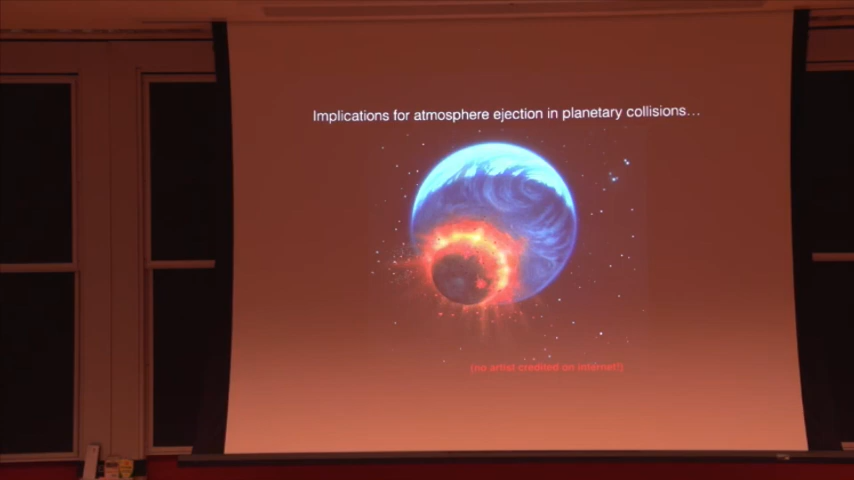 Implications for atmosphere ejection in planetary collisions...
(no artist credited on internet!)